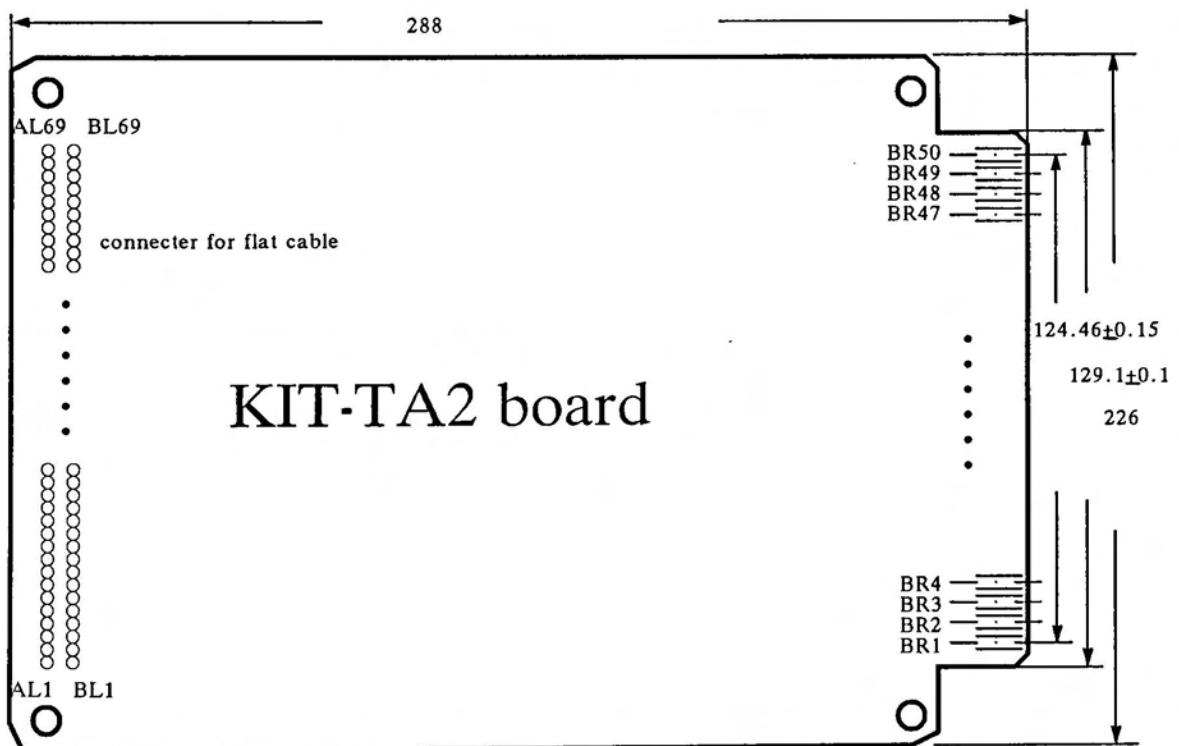 288
AL69 BL69
BR50
BR49
BR48
BR47
connecter for flat cable
124.46±0.15
129.1±0.1
226
KIT-TA2 board
BR4
BR3
BR2
BR1
AL1 BL1